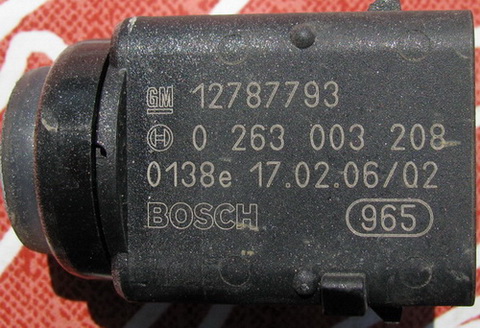 GM 12787793
0 263 003 208
0138e 17.02.06/Q2
BOSCH 965